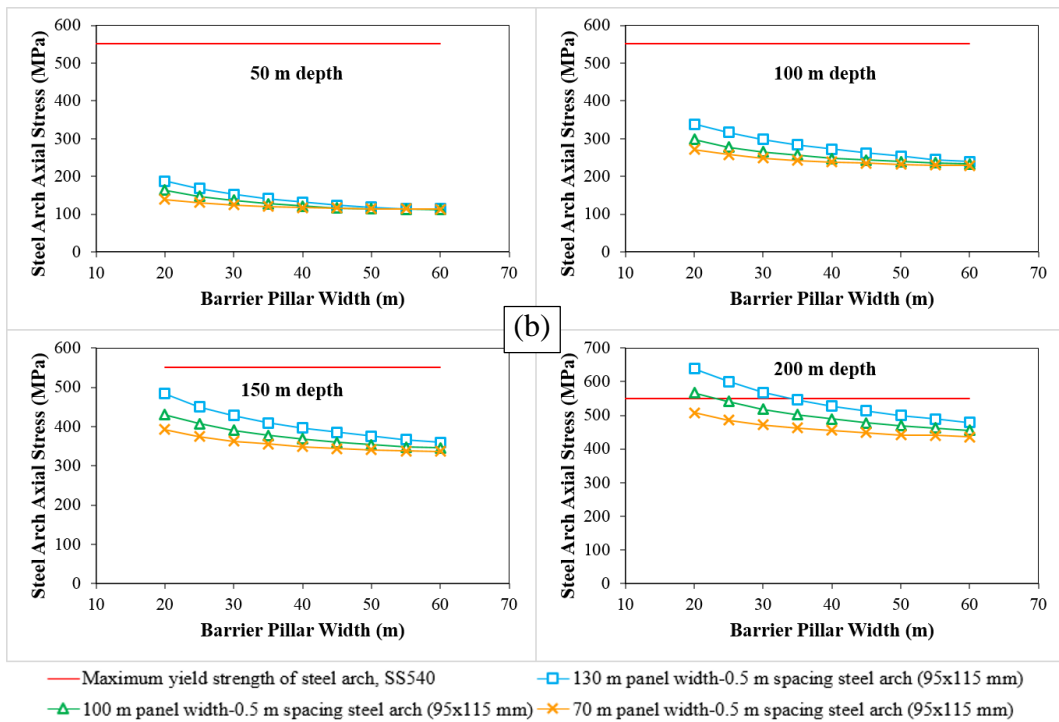 600
500
400
300
200
100
0
10 20 30 40 50 60 70
Steel Arch Axial Stress (MPa)
Barrier Pillar Width (m)
50 m depth
600
500
400
300
200
100
0
10 20 30 40 50 60 70
Steel Arch Axial Stress (MPa)
Barrier Pillar Width (m)
100 m depth
(b)
600
500
400
300
200
100
0
10 20 30 40 50 60 70
Steel Arch Axial Stress (MPa)
Barrier Pillar Width (m)
150 m depth
700
600
500
400
300
200
100
0
10 20 30 40 50 60 70
Steel Arch Axial Stress (MPa)
Barrier Pillar Width (m)
200 m depth
Maximum yield strength of steel arch, SS540
130 m panel width-0.5 m spacing steel arch (95x115 mm)
100 m panel width-0.5 m spacing steel arch (95x115 mm)
70 m panel width-0.5 m spacing steel arch (95x115 mm)